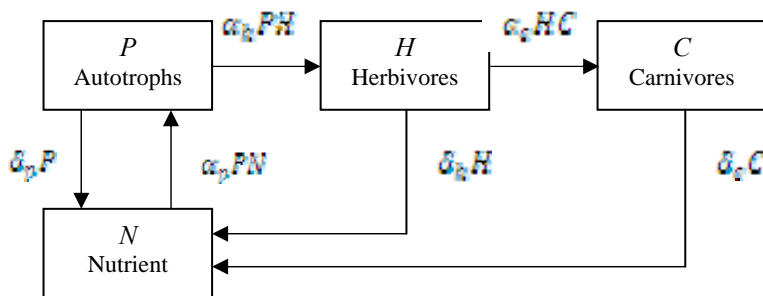 α_h PH
α_c HC
P
Autotrophs
H
Herbivores
C
Carnivores
δ_p P
α_p PN
δ_h H
δ_c C
N
Nutrient